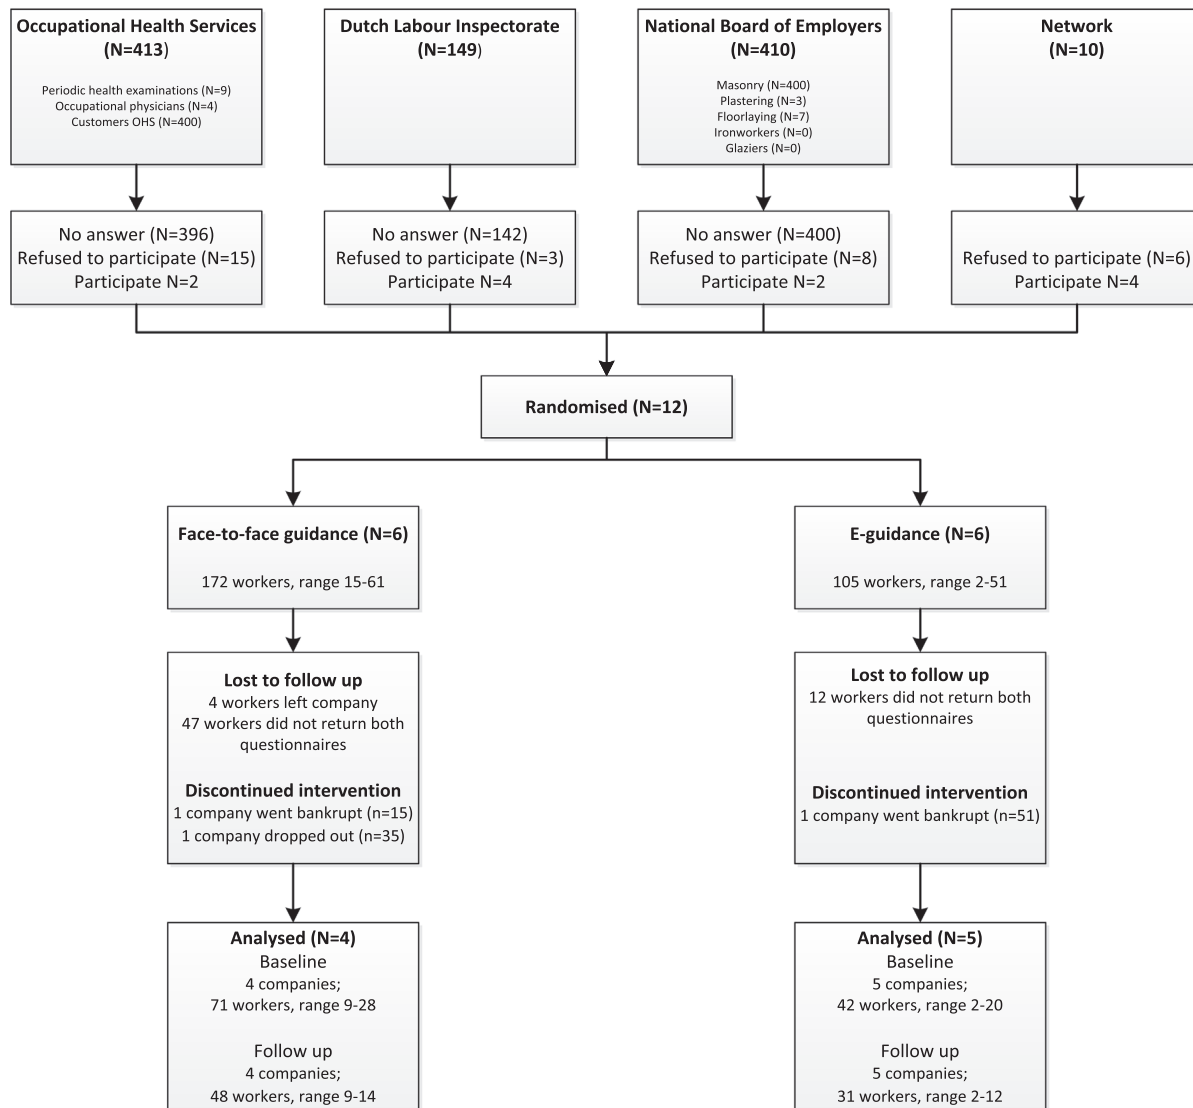 Occupational Health Services
(N=413)
Periodic health examinations (N=9)
Occupational physicians (N=4)
Customers OHS (N=400)
Dutch Labour Inspectorate
(N=149)
National Board of Employers
(N=410)
Masonry (N=400)
Plastering (N=3)
Floorlaying (N=7)
Ironworkers (N=0)
Glaziers (N=0)
Network
(N=10)
No answer (N=396)
Refused to participate (N=15)
Participate N=2
No answer (N=142)
Refused to participate (N=3)
Participate N=4
No answer (N=400)
Refused to participate (N=8)
Participate N=2
Refused to participate (N=6)
Participate N=4
Randomised (N=12)
Face-to-face guidance (N=6)
172 workers, range 15-61
E-guidance (N=6)
105 workers, range 2-51
Lost to follow up
4 workers left company
47 workers did not return both
questionnaires
Discontinued intervention
1 company went bankrupt (n=15)
1 company dropped out (n=35)
Lost to follow up
12 workers did not return both
questionnaires
Discontinued intervention
1 company went bankrupt (n=51)
Analysed (N=4)
Baseline
4 companies;
71 workers, range 9-28
Follow up
4 companies;
48 workers, range 9-14
Analysed (N=5)
Baseline
5 companies;
42 workers, range 2-20
Follow up
5 companies;
31 workers, range 2-12